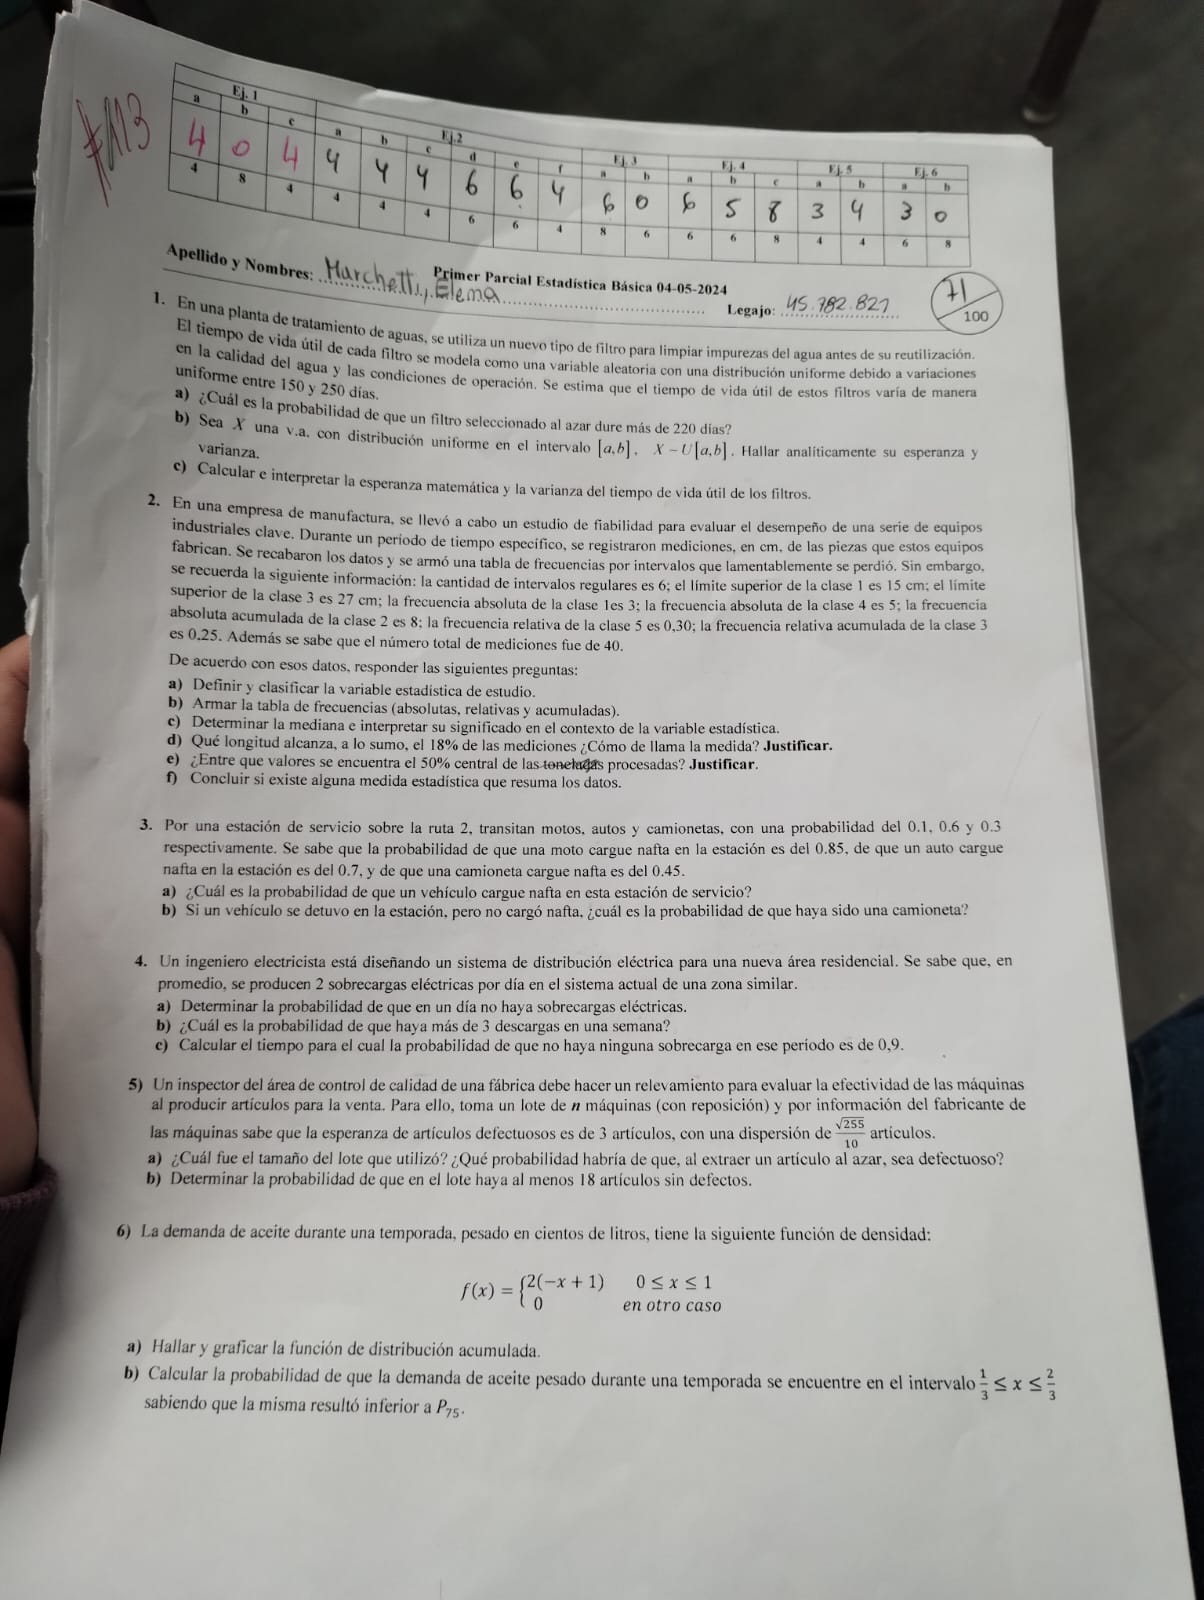 #113
Ej. 1 Ej.2 Ej. 3 Ej. 4 Ej. 5 Ej. 6
a b c a b c d e f a b a b c a b a b
4 0 4 4 4 4 6 6 4 6 0 6 5 8 3 4 3 0
4 8 4 4 4 4 6 6 4 8 6 6 6 8 4 4 6 8
Primer Parcial Estadística Básica 04-05-2024
Apellido y Nombres: Marchetti, Elena Legajo: 45.782.827 71/100
1. En una planta de tratamiento de aguas, se utiliza un nuevo tipo de filtro para limpiar impurezas del agua antes de su reutilización.
El tiempo de vida útil de cada filtro se modela como una variable aleatoria con una distribución uniforme debido a variaciones
en la calidad del agua y las condiciones de operación. Se estima que el tiempo de vida útil de estos filtros varía de manera
uniforme entre 150 y 250 días.
a) ¿Cuál es la probabilidad de que un filtro seleccionado al azar dure más de 220 días?
b) Sea X una v.a. con distribución uniforme en el intervalo [a,b], X ~ U[a,b]. Hallar analíticamente su esperanza y
varianza.
c) Calcular e interpretar la esperanza matemática y la varianza del tiempo de vida útil de los filtros.
2. En una empresa de manufactura, se llevó a cabo un estudio de fiabilidad para evaluar el desempeño de una serie de equipos
industriales clave. Durante un período de tiempo específico, se registraron mediciones, en cm, de las piezas que estos equipos
fabrican. Se recabaron los datos y se armó una tabla de frecuencias por intervalos que lamentablemente se perdió. Sin embargo,
se recuerda la siguiente información: la cantidad de intervalos regulares es 6; el límite superior de la clase 1 es 15 cm; el límite
superior de la clase 3 es 27 cm; la frecuencia absoluta de la clase 1es 3; la frecuencia absoluta de la clase 4 es 5; la frecuencia
absoluta acumulada de la clase 2 es 8; la frecuencia relativa de la clase 5 es 0,30; la frecuencia relativa acumulada de la clase 3
es 0,25. Además se sabe que el número total de mediciones fue de 40.
De acuerdo con esos datos, responder las siguientes preguntas:
a) Definir y clasificar la variable estadística de estudio.
b) Armar la tabla de frecuencias (absolutas, relativas y acumuladas).
c) Determinar la mediana e interpretar su significado en el contexto de la variable estadística.
d) Qué longitud alcanza, a lo sumo, el 18% de las mediciones ¿Cómo de llama la medida? Justificar.
e) ¿Entre que valores se encuentra el 50% central de las toneladas procesadas? Justificar.
f) Concluir si existe alguna medida estadística que resuma los datos.
3. Por una estación de servicio sobre la ruta 2, transitan motos, autos y camionetas, con una probabilidad del 0.1, 0.6 y 0.3
respectivamente. Se sabe que la probabilidad de que una moto cargue nafta en la estación es del 0.85, de que un auto cargue
nafta en la estación es del 0.7, y de que una camioneta cargue nafta es del 0.45.
a) ¿Cuál es la probabilidad de que un vehículo cargue nafta en esta estación de servicio?
b) Si un vehículo se detuvo en la estación, pero no cargó nafta, ¿cuál es la probabilidad de que haya sido una camioneta?
4. Un ingeniero electricista está diseñando un sistema de distribución eléctrica para una nueva área residencial. Se sabe que, en
promedio, se producen 2 sobrecargas eléctricas por día en el sistema actual de una zona similar.
a) Determinar la probabilidad de que en un día no haya sobrecargas eléctricas.
b) ¿Cuál es la probabilidad de que haya más de 3 descargas en una semana?
c) Calcular el tiempo para el cual la probabilidad de que no haya ninguna sobrecarga en ese período es de 0,9.
5) Un inspector del área de control de calidad de una fábrica debe hacer un relevamiento para evaluar la efectividad de las máquinas
al producir artículos para la venta. Para ello, toma un lote de n máquinas (con reposición) y por información del fabricante de
las máquinas sabe que la esperanza de artículos defectuosos es de 3 artículos, con una dispersión de √255/10 artículos.
a) ¿Cuál fue el tamaño del lote que utilizó? ¿Qué probabilidad habría de que, al extraer un artículo al azar, sea defectuoso?
b) Determinar la probabilidad de que en el lote haya al menos 18 artículos sin defectos.
6) La demanda de aceite durante una temporada, pesado en cientos de litros, tiene la siguiente función de densidad:
f(x) = {2(-x + 1) 0 ≤ x ≤ 1
0 en otro caso
a) Hallar y graficar la función de distribución acumulada.
b) Calcular la probabilidad de que la demanda de aceite pesado durante una temporada se encuentre en el intervalo 1/3 ≤ x ≤ 2/3
sabiendo que la misma resultó inferior a P75.